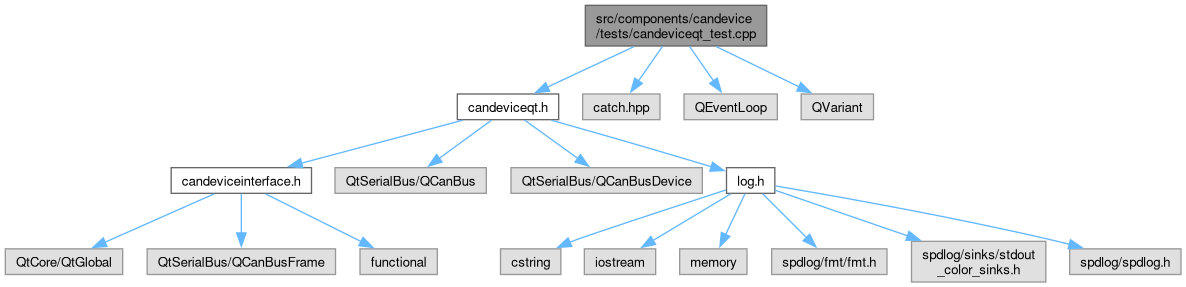 src/components/candevice
/tests/candeviceqt_test.cpp
candeviceqt.h
catch.hpp
QEventLoop
QVariant
candeviceinterface.h
QtSerialBus/QCanBus
QtSerialBus/QCanBusDevice
log.h
QtCore/QtGlobal
QtSerialBus/QCanBusFrame
functional
cstring
iostream
memory
spdlog/fmt/fmt.h
spdlog/sinks/stdout
_color_sinks.h
spdlog/spdlog.h